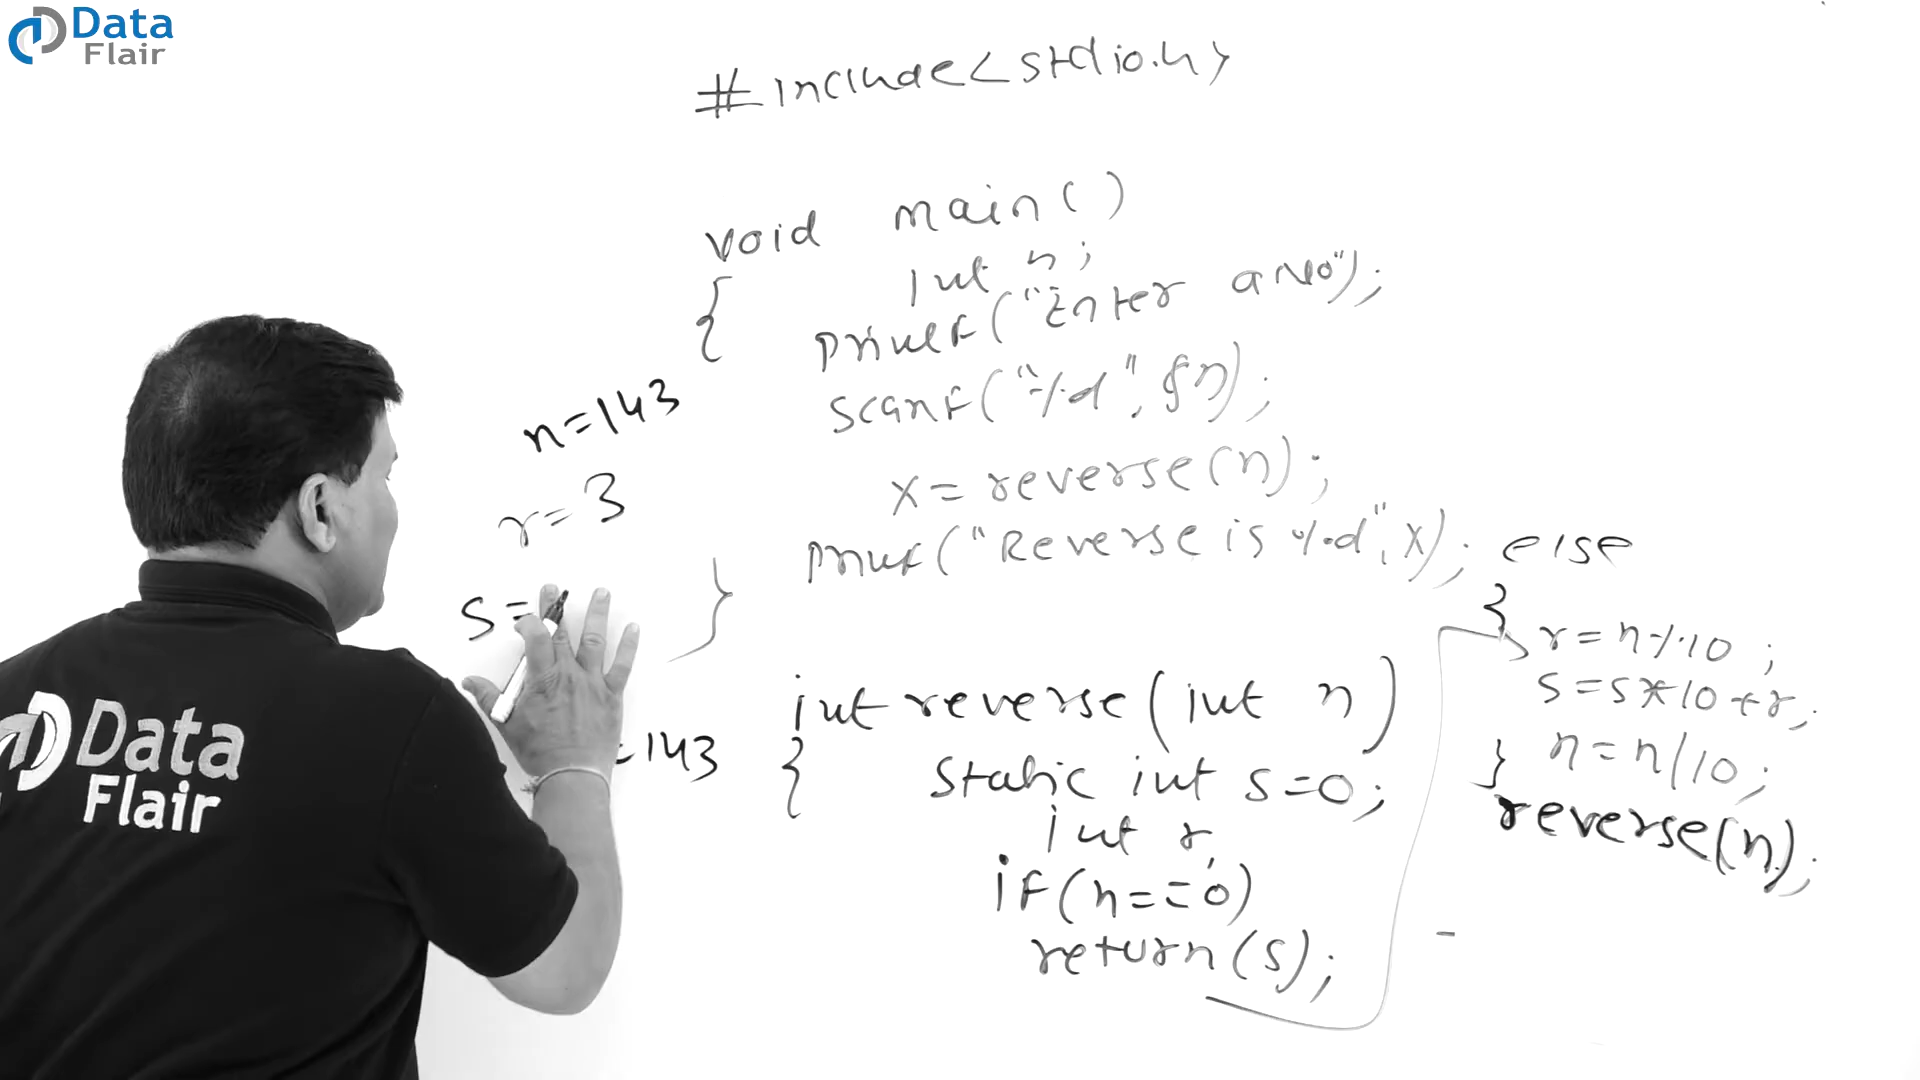 Data
Flair
#include<stdio.h>
void main()
{
int n;
printf("Enter a No");
scanf("%d", &n);
x=reverse(n);
printf("Reverse is %d", x);
}
n=143
r=3
s=
=143
int reverse(int n)
{
static int s=0;
int r,
if(n==0)
return(s);
else
{
r=n%10;
s=s*10+r;
n=n/10;
}
reverse(n);
Data
Flair